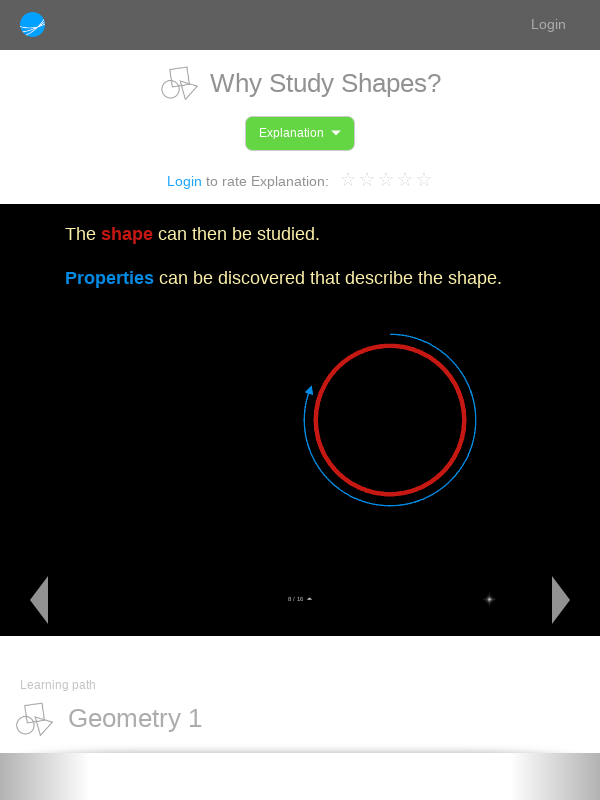 Login
Why Study Shapes?
Explanation
Login to rate Explanation:
The shape can then be studied.
Properties can be discovered that describe the shape.
8 / 16
Learning path
Geometry 1